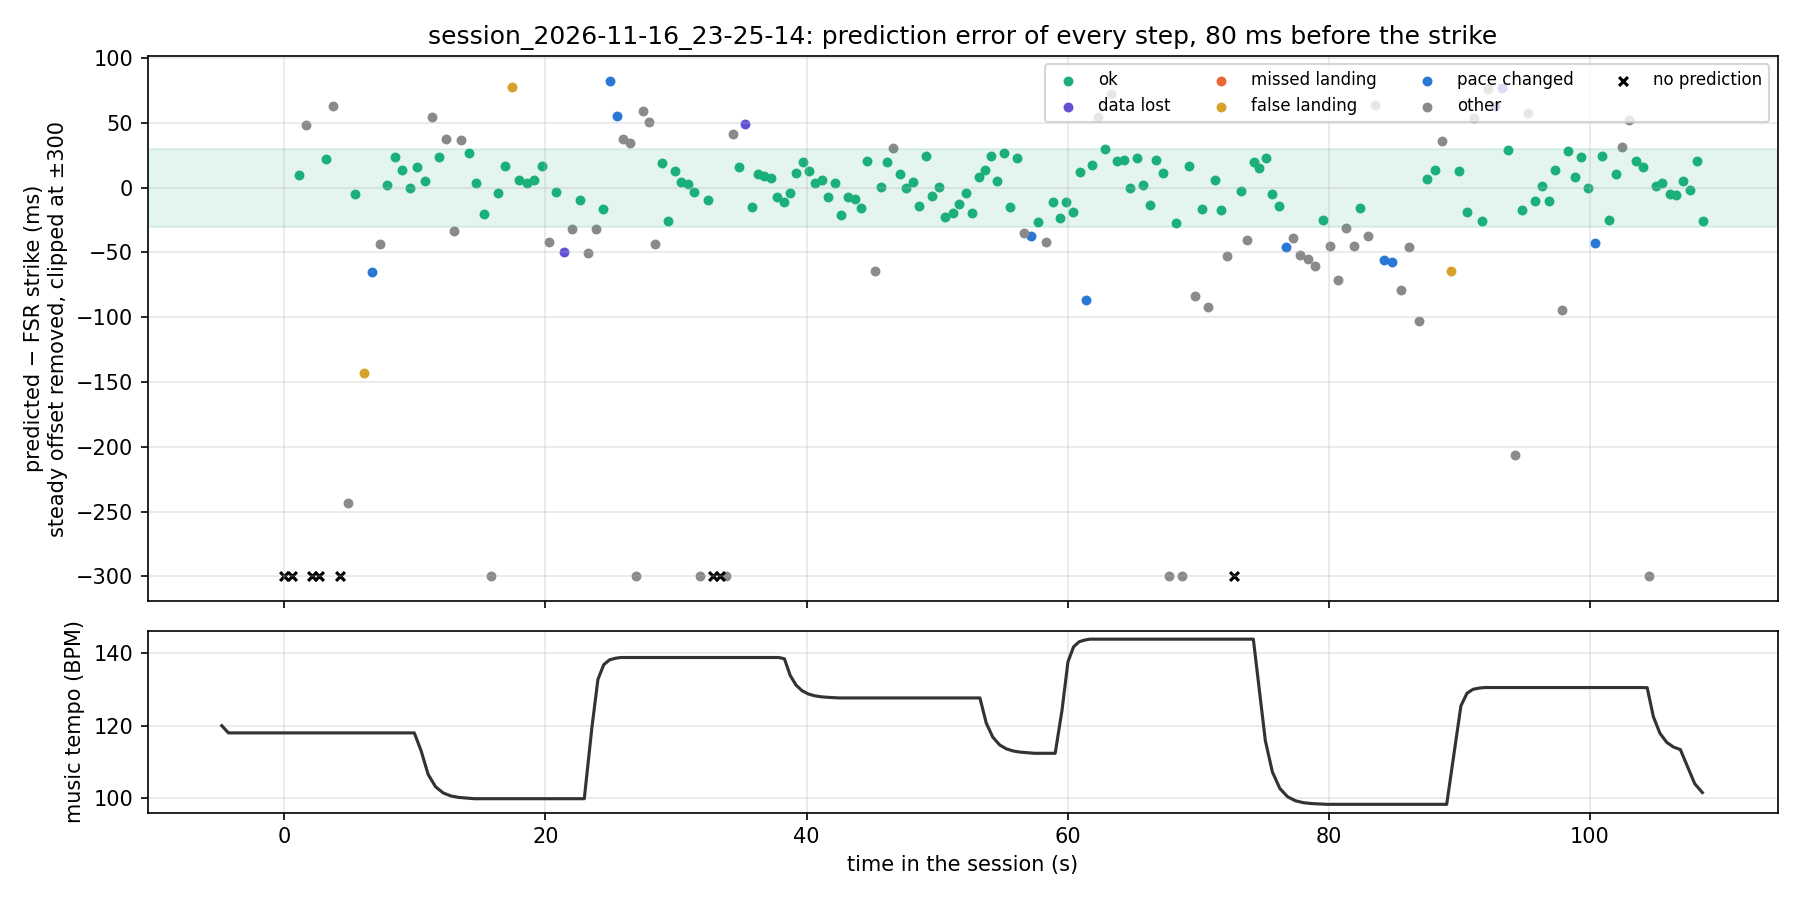 session_2026-11-16_23-25-14: prediction error of every step, 80 ms before the strike
predicted − FSR strike (ms)
steady offset removed, clipped at ±300
100
50
0
−50
−100
−150
−200
−250
−300
ok
data lost
missed landing
false landing
pace changed
other
no prediction
music tempo (BPM)
140
120
100
0
20
40
60
80
100
time in the session (s)